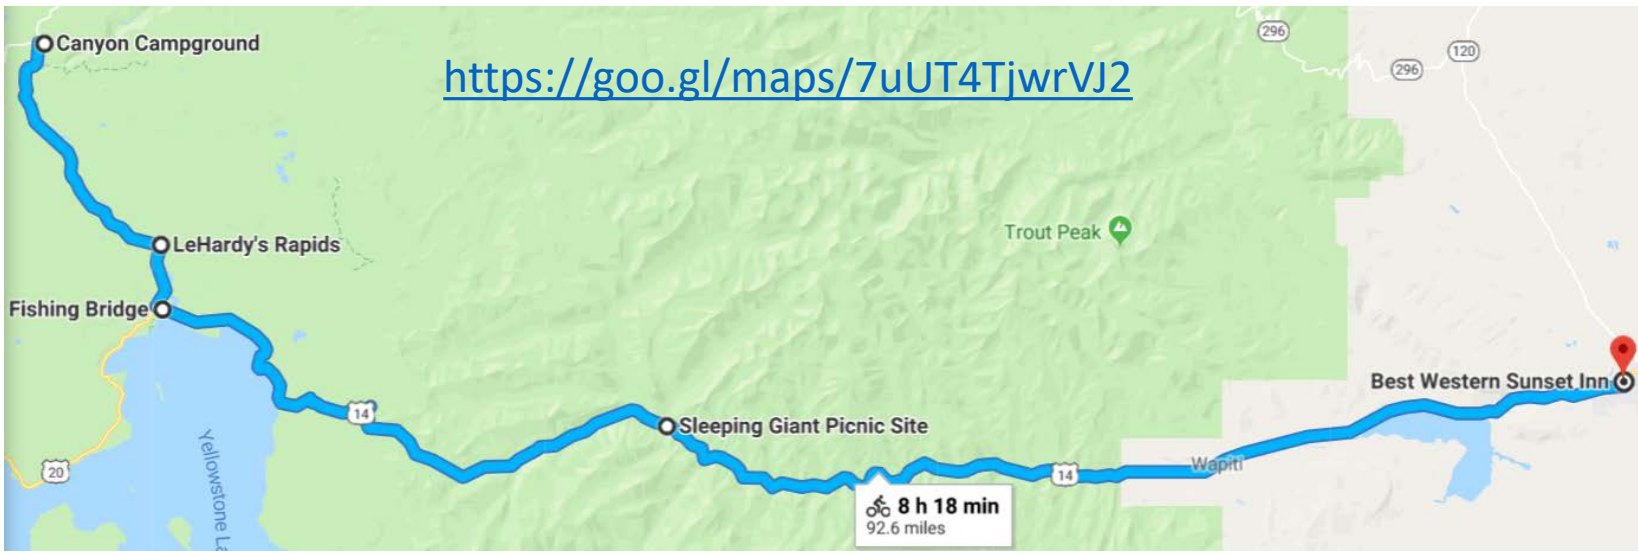 Canyon Campground
https://goo.gl/maps/7uUT4TjwrVJ2
296
120
296
LeHardy's Rapids
Trout Peak
Fishing Bridge
Best Western Sunset Inn
14
Sleeping Giant Picnic Site
Yellowstone La
20
Wapiti
14
8 h 18 min
92.6 miles